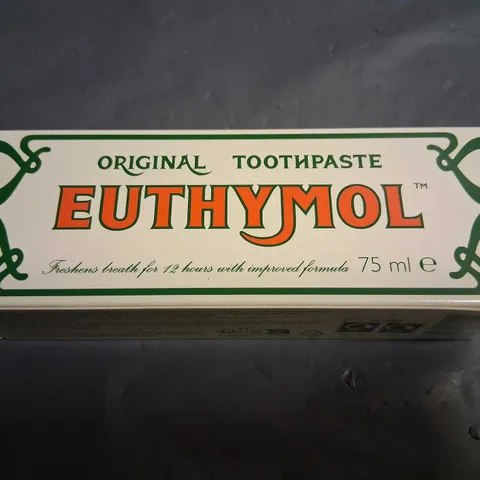 ORIGINAL TOOTHPASTE
EUTHYMOL™
Freshens breath for 12 hours with improved formula 75 ml ℮